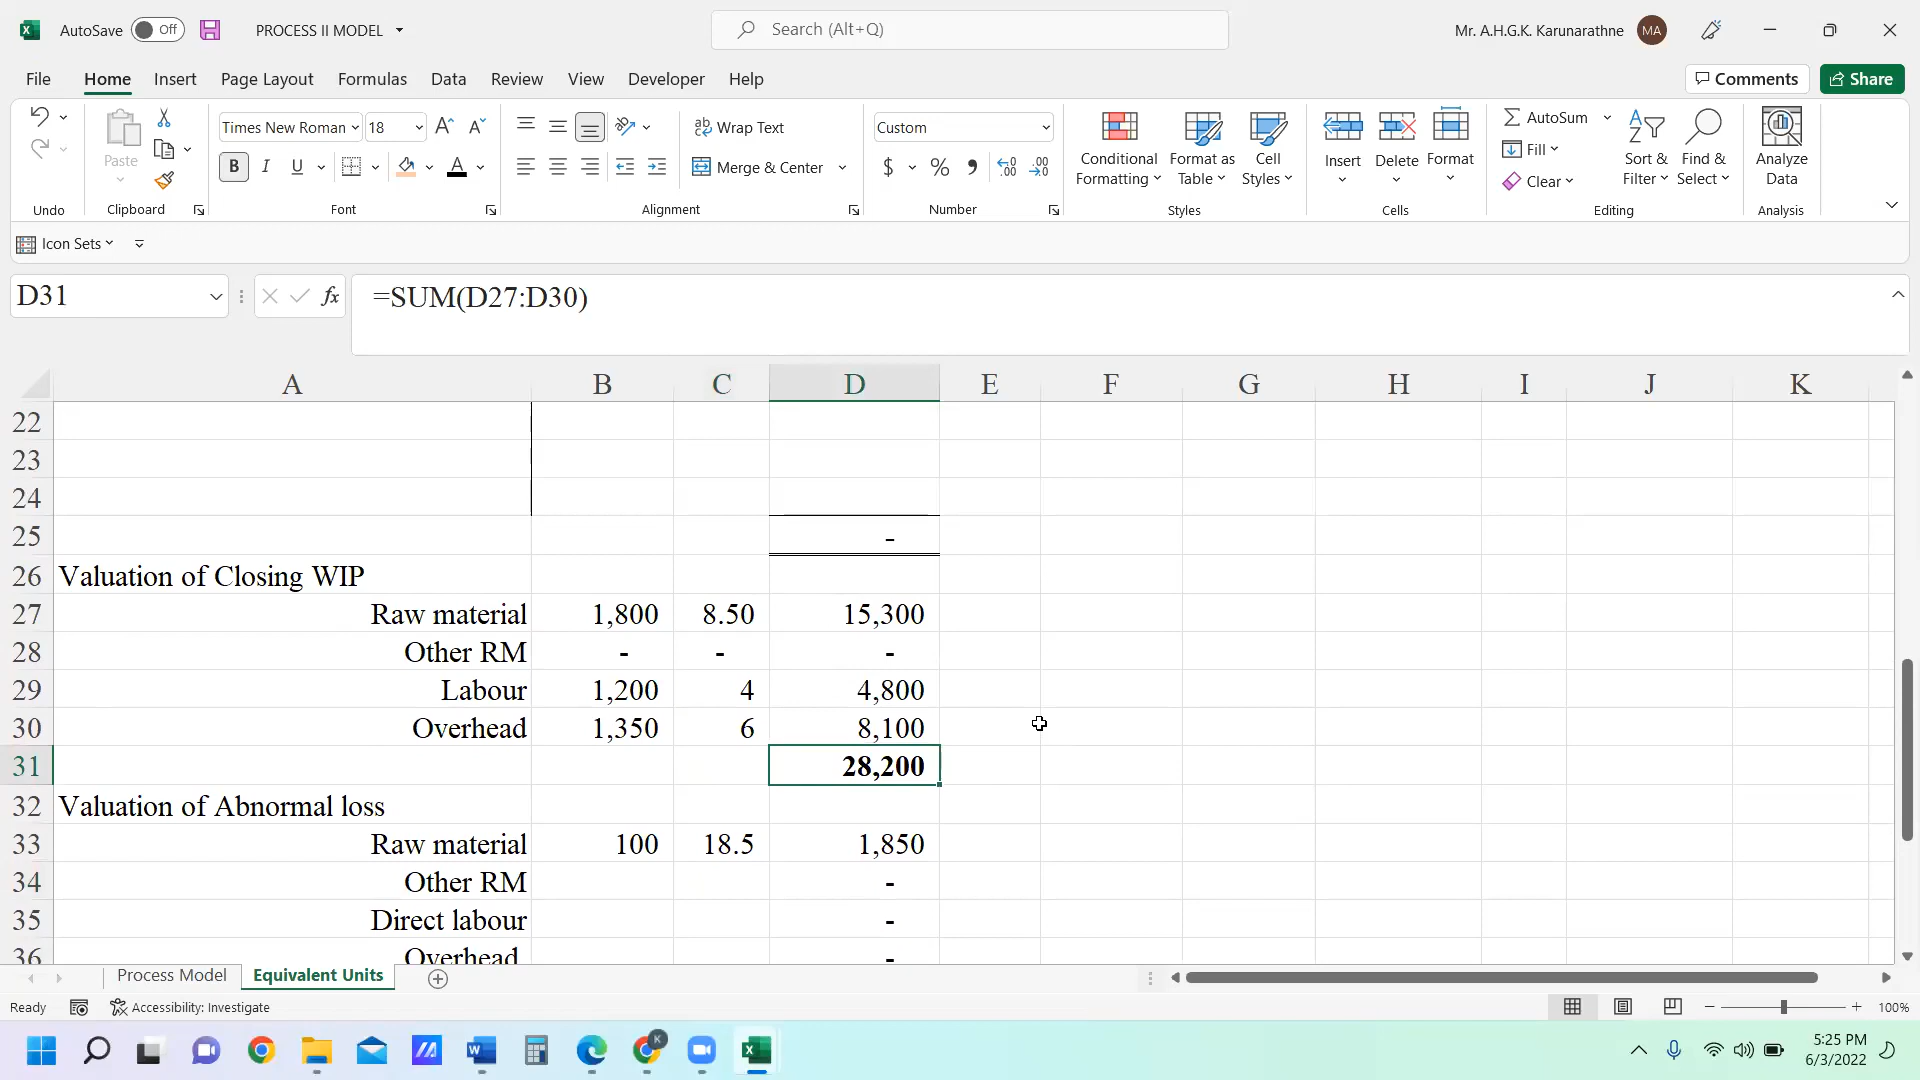 AutoSave Off PROCESS II MODEL Search (Alt+Q) Mr. A.H.G.K. Karunarathne MA
File Home Insert Page Layout Formulas Data Review View Developer Help Comments Share
Paste Times New Roman 18 Wrap Text Custom Conditional Formatting Format as Table Cell Styles Insert Delete Format AutoSum Sort & Filter Find & Select Analyze Data
B I U Merge & Center $ % Fill
Clear
Undo Clipboard Font Alignment Number Styles Cells Editing Analysis
Icon Sets
D31 fx =SUM(D27:D30)
A B C D E F G H I J K
22
23
24
25 -
26 Valuation of Closing WIP
27 Raw material 1,800 8.50 15,300
28 Other RM - - -
29 Labour 1,200 4 4,800
30 Overhead 1,350 6 8,100
31 28,200
32 Valuation of Abnormal loss
33 Raw material 100 18.5 1,850
34 Other RM -
35 Direct labour -
36 Overhead -
Process Model Equivalent Units
Ready Accessibility: Investigate 100%
5:25 PM
6/3/2022